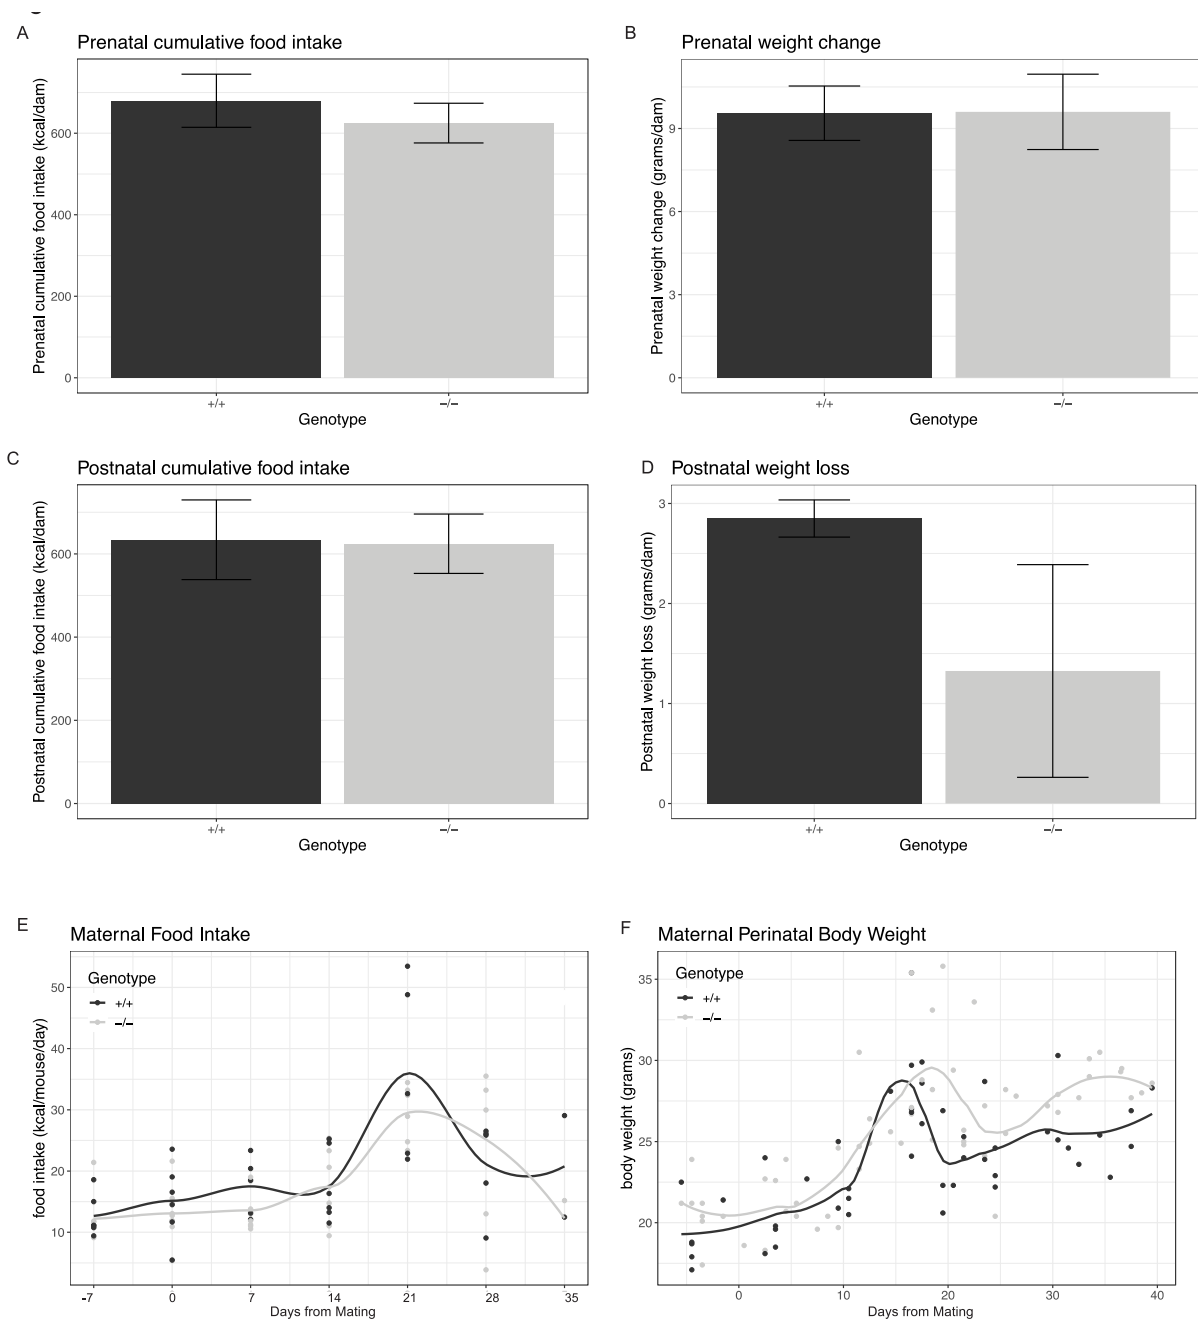 A
Prenatal cumulative food intake
Prenatal cumulative food intake (kcal/dam)
600
400
200
0
+/+
−/−
Genotype
B
Prenatal weight change
Prenatal weight change (grams/dam)
9
6
3
0
+/+
−/−
Genotype
C
Postnatal cumulative food intake
Postnatal cumulative food intake (kcal/dam)
600
400
200
0
+/+
−/−
Genotype
D
Postnatal weight loss
Postnatal weight loss (grams/dam)
3
2
1
0
+/+
−/−
Genotype
E
Maternal Food Intake
food intake (kcal/mouse/day)
Genotype
+/+
−/−
50
40
30
20
10
-7
0
7
14
21
28
35
Days from Mating
F
Maternal Perinatal Body Weight
body weight (grams)
Genotype
+/+
−/−
35
30
25
20
0
10
20
30
40
Days from Mating